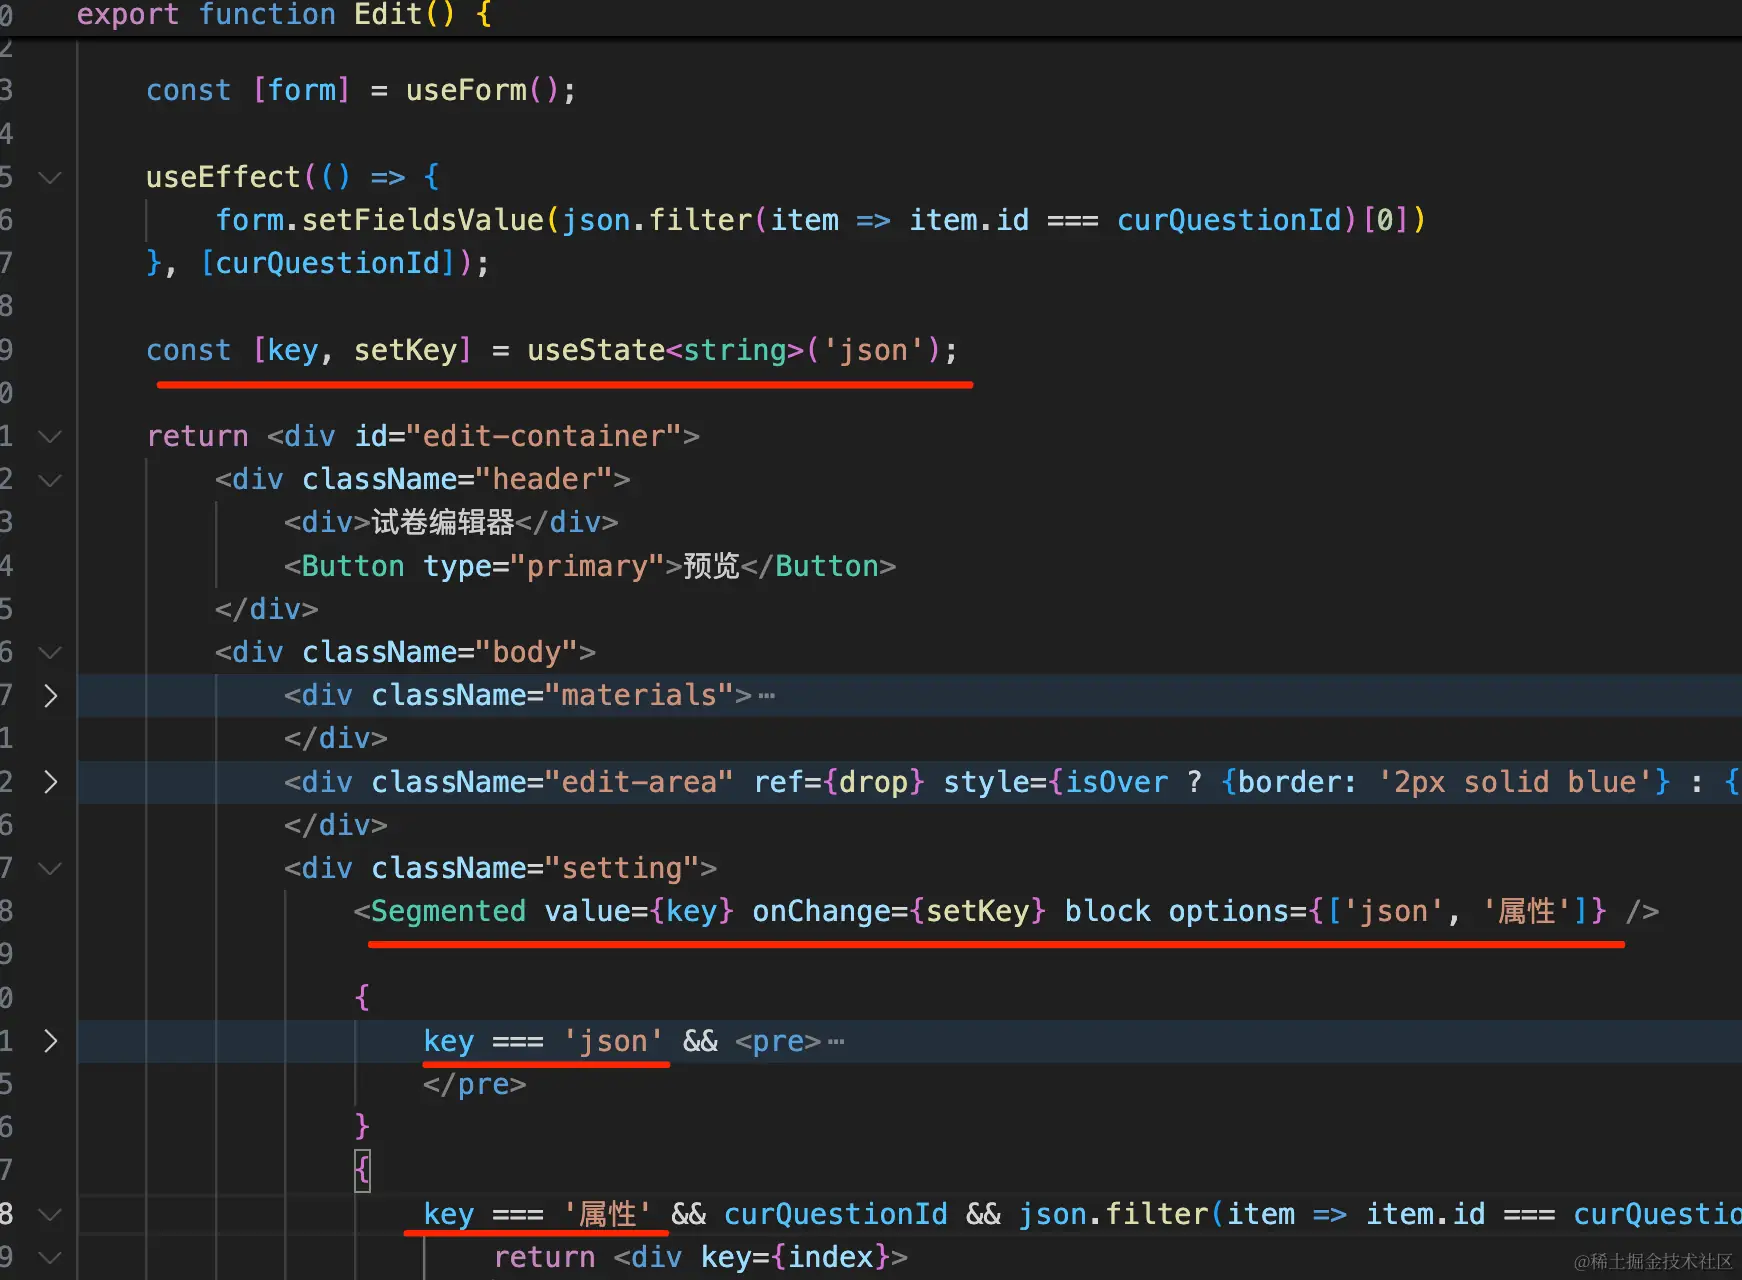 0 export function Edit() {
2
3 const [form] = useForm();
4
5 useEffect(() => {
6 form.setFieldsValue(json.filter(item => item.id === curQuestionId)[0])
7 }, [curQuestionId]);
8
9 const [key, setKey] = useState<string>('json');
0
1 return <div id="edit-container">
2 <div className="header">
3 <div>试卷编辑器</div>
4 <Button type="primary">预览</Button>
5 </div>
6 <div className="body">
7 <div className="materials">⋯
1 </div>
2 <div className="edit-area" ref={drop} style={isOver ? {border: '2px solid blue'} : {
6 </div>
7 <div className="setting">
8 <Segmented value={key} onChange={setKey} block options={['json', '属性']} />
9
0 {
1 key === 'json' && <pre>⋯
5 </pre>
6 }
7 {
8 key === '属性' && curQuestionId && json.filter(item => item.id === curQuestio
9 return <div key={index}>
@稀土掘金技术社区